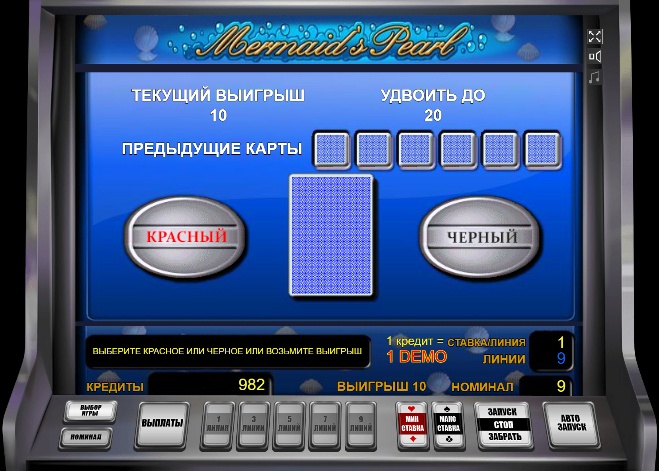 Mermaid's Pearl
ТЕКУЩИЙ ВЫИГРЫШ
10
УДВОИТЬ ДО
20
ПРЕДЫДУЩИЕ КАРТЫ
КРАСНЫЙ
ЧЕРНЫЙ
ВЫБЕРИТЕ КРАСНОЕ ИЛИ ЧЕРНОЕ ИЛИ ВОЗЬМИТЕ ВЫИГРЫШ
1 кредит =
1 DEMO
СТАВКА/ЛИНИЯ 1
ЛИНИИ 9
КРЕДИТЫ 982
ВЫИГРЫШ 10
НОМИНАЛ 9
ВЫБОР
ИГРЫ
НОМИНАЛ
ВЫПЛАТЫ
1
ЛИНИЯ
3
ЛИНИИ
5
ЛИНИЙ
7
ЛИНИЙ
9
ЛИНИЙ
МИН
СТАВКА
МАКС
СТАВКА
ЗАПУСК
СТОП
ЗАБРАТЬ
АВТО
ЗАПУСК